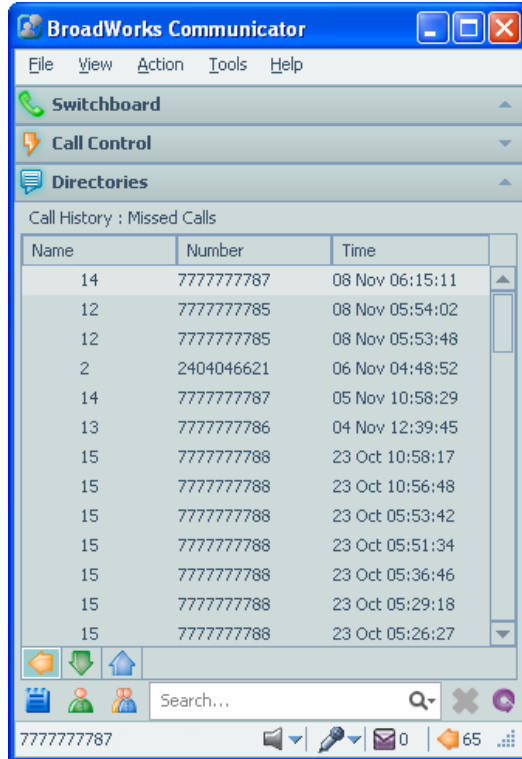 BroadWorks Communicator
File View Action Tools Help
Switchboard
Call Control
Directories
Call History : Missed Calls
Name Number Time
14 7777777787 08 Nov 06:15:11
12 7777777785 08 Nov 05:54:02
12 7777777785 08 Nov 05:53:48
2 2404046621 06 Nov 04:48:52
14 7777777787 05 Nov 10:58:29
13 7777777786 04 Nov 12:39:45
15 7777777788 23 Oct 10:58:17
15 7777777788 23 Oct 10:56:48
15 7777777788 23 Oct 05:53:42
15 7777777788 23 Oct 05:51:34
15 7777777788 23 Oct 05:36:46
15 7777777788 23 Oct 05:29:18
15 7777777788 23 Oct 05:26:27
Search...
7777777787 0 65